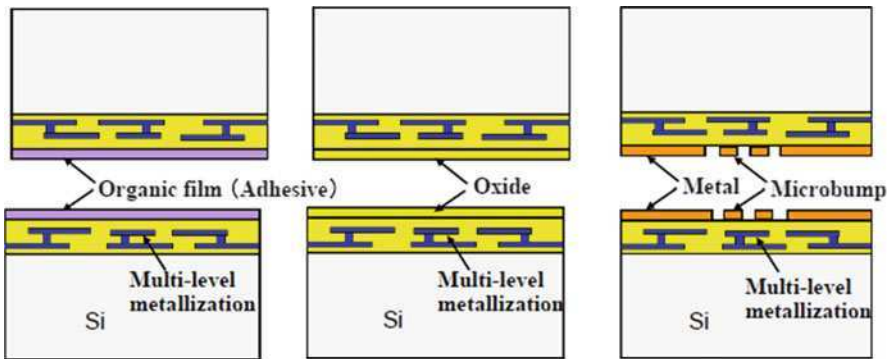 Organic film (Adhesive)
Multi-level
metallization
Si
Oxide
Multi-level
metallization
Si
Metal
Microbump
Multi-level
metallization
Si